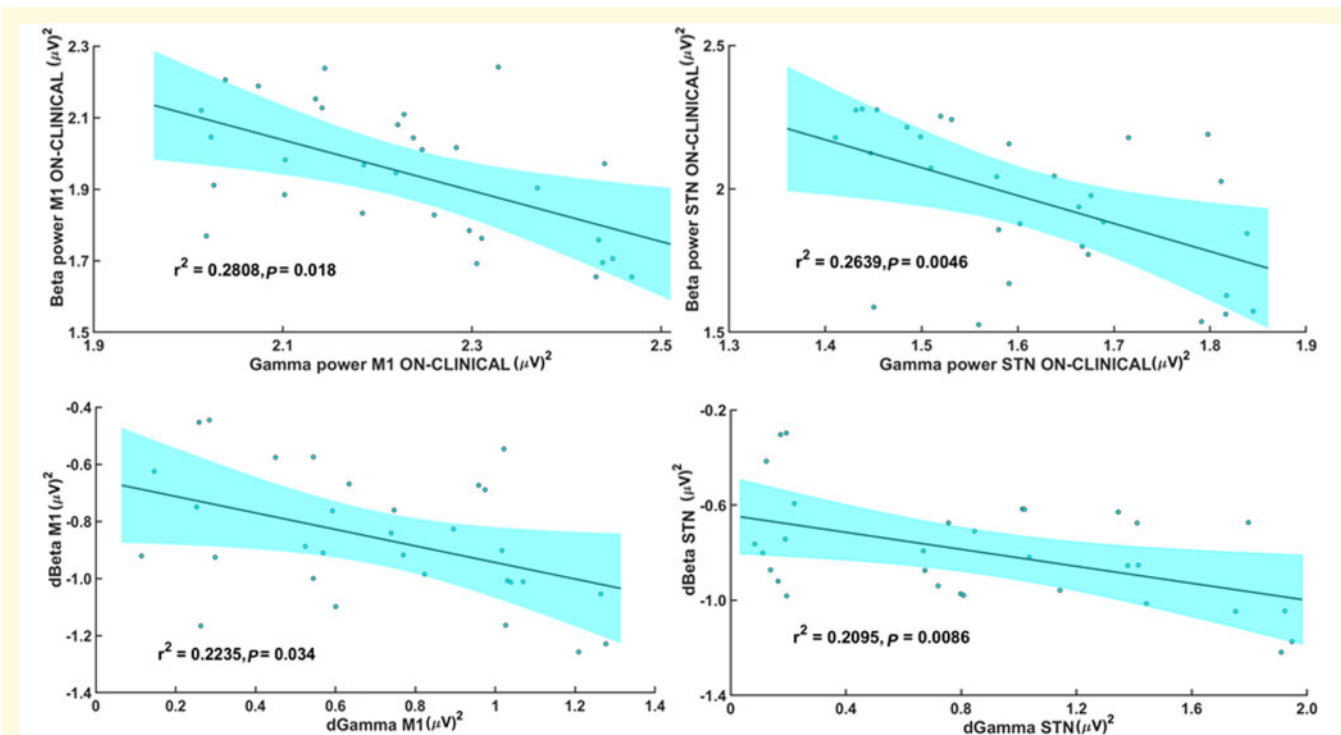 Beta power M1 ON-CLINICAL (μV)²
2.3
2.1
1.9
1.7
1.5
r² = 0.2808, P = 0.018
1.9 2.1 2.3 2.5
Gamma power M1 ON-CLINICAL (μV)²
Beta power STN ON-CLINICAL(μV)²
2.5
2
1.5
r² = 0.2639, P = 0.0046
1.3 1.4 1.5 1.6 1.7 1.8 1.9
Gamma power STN ON-CLINICAL(μV)²
dBeta M1(μV)²
-0.4
-0.6
-0.8
-1.0
-1.2
-1.4
r² = 0.2235, P = 0.034
0 0.2 0.4 0.6 0.8 1 1.2 1.4
dGamma M1(μV)²
dBeta STN (μV)²
-0.2
-0.6
-1.0
-1.4
r² = 0.2095, P = 0.0086
0 0.4 0.8 1.2 1.6 2.0
dGamma STN(μV)²